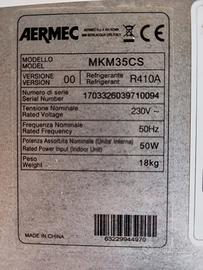 AERMEC
MODELLO
MODEL
MKM35CS
VERSIONE
VERSION
00
Refrigerante
Refrigerant
R410A
Numero di serie
Serial Number
1703326039710094
Tensione Nominale
Rated Voltage
230V ~
Frequenza Nominale
Rated Frequency
50Hz
Potenza Assorbita Nominale (Unita' Interna)
Rated Power Input (Indoor Unit)
50W
Peso
Weight
18kg
MADE IN CHINA
63229944970